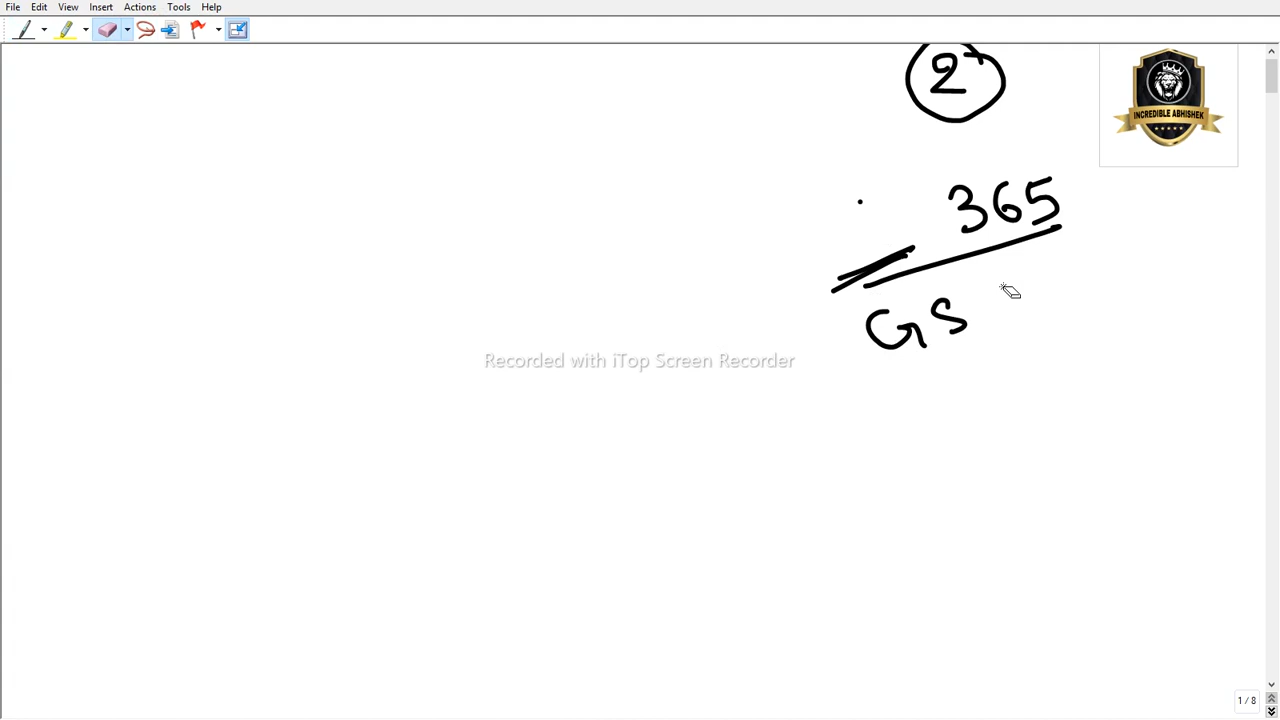 File Edit View Insert Actions Tools Help
2
INCREDIBLE ABHISHEK
365
GS
Recorded with iTop Screen Recorder
1 / 8